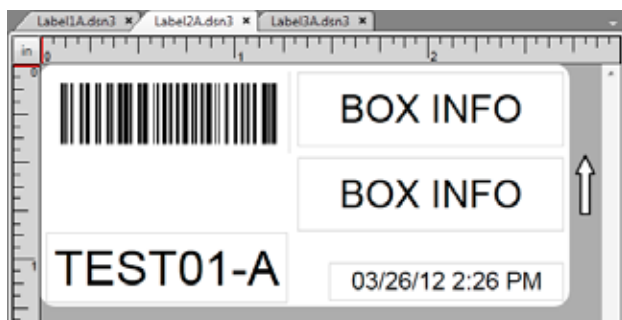 Label1A.dsn3 Label2A.dsn3 Label3A.dsn3
in 0 1 2
0
BOX INFO
BOX INFO
1
TEST01-A
03/26/12 2:26 PM